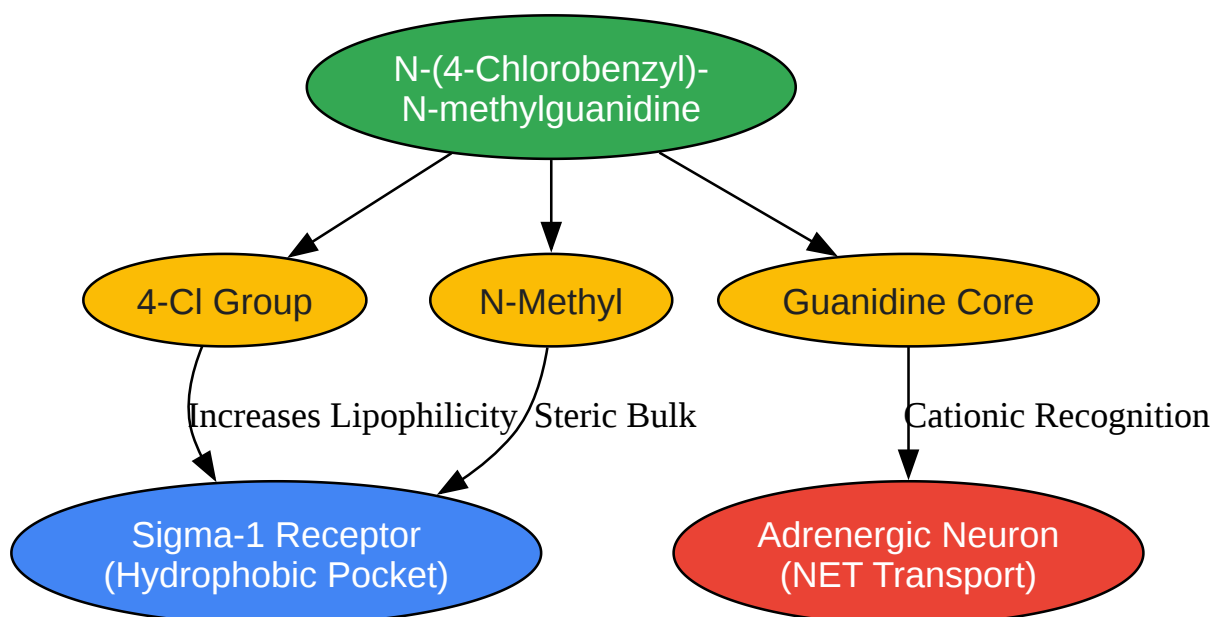 N-(4-Chlorobenzyl)-
N-methylguanidine
4-Cl Group
N-Methyl
Guanidine Core
Increases Lipophilicity
Steric Bulk
Cationic Recognition
Sigma-1 Receptor
(Hydrophobic Pocket)
Adrenergic Neuron
(NET Transport)